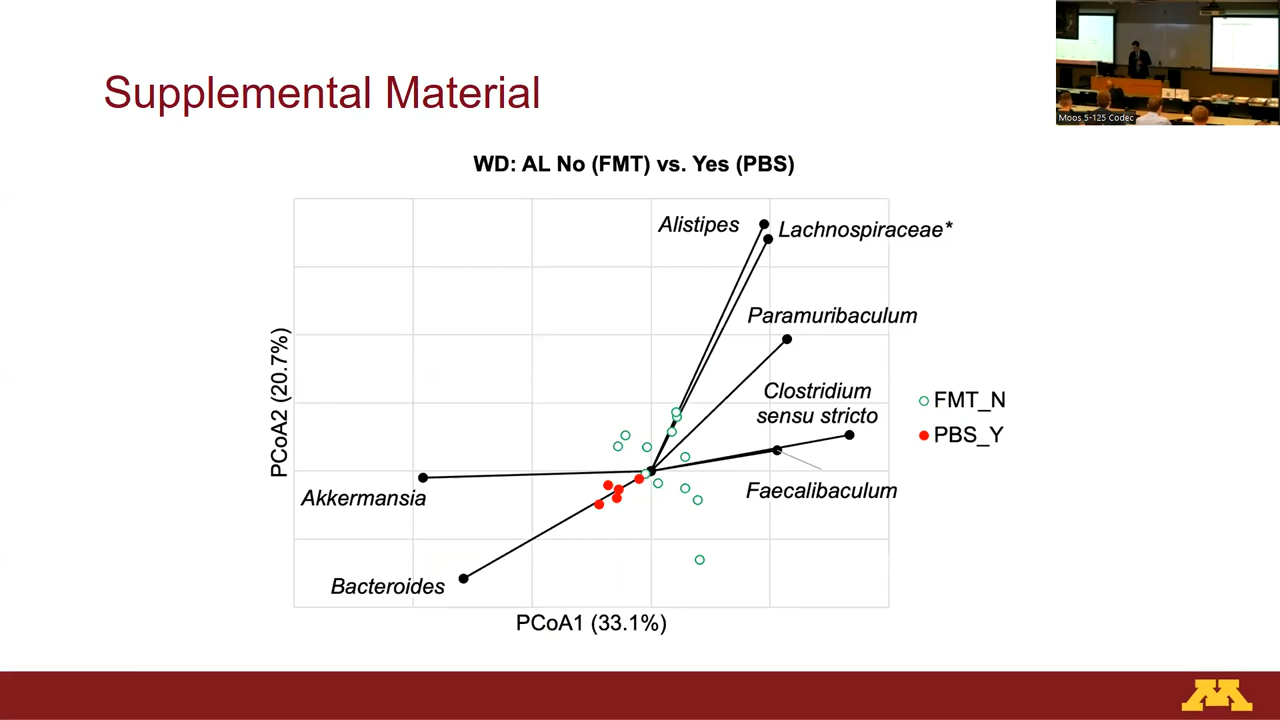 Moos 5-125 Codec
Supplemental Material
WD: AL No (FMT) vs. Yes (PBS)
Alistipes
Lachnospiraceae*
Paramuribaculum
Clostridium
sensu stricto
FMT_N
PBS_Y
PCoA2 (20.7%)
Akkermansia
Faecalibaculum
Bacteroides
PCoA1 (33.1%)
M